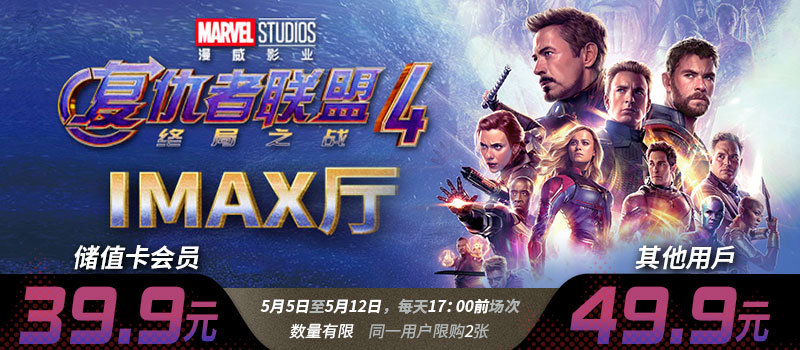 MARVEL STUDIOS
漫威影业
复仇者联盟4
终局之战
IMAX厅
储值卡会员
39.9元
5月5日至5月12日，每天17：00前场次
数量有限 同一用户限购2张
其他用戶
49.9元